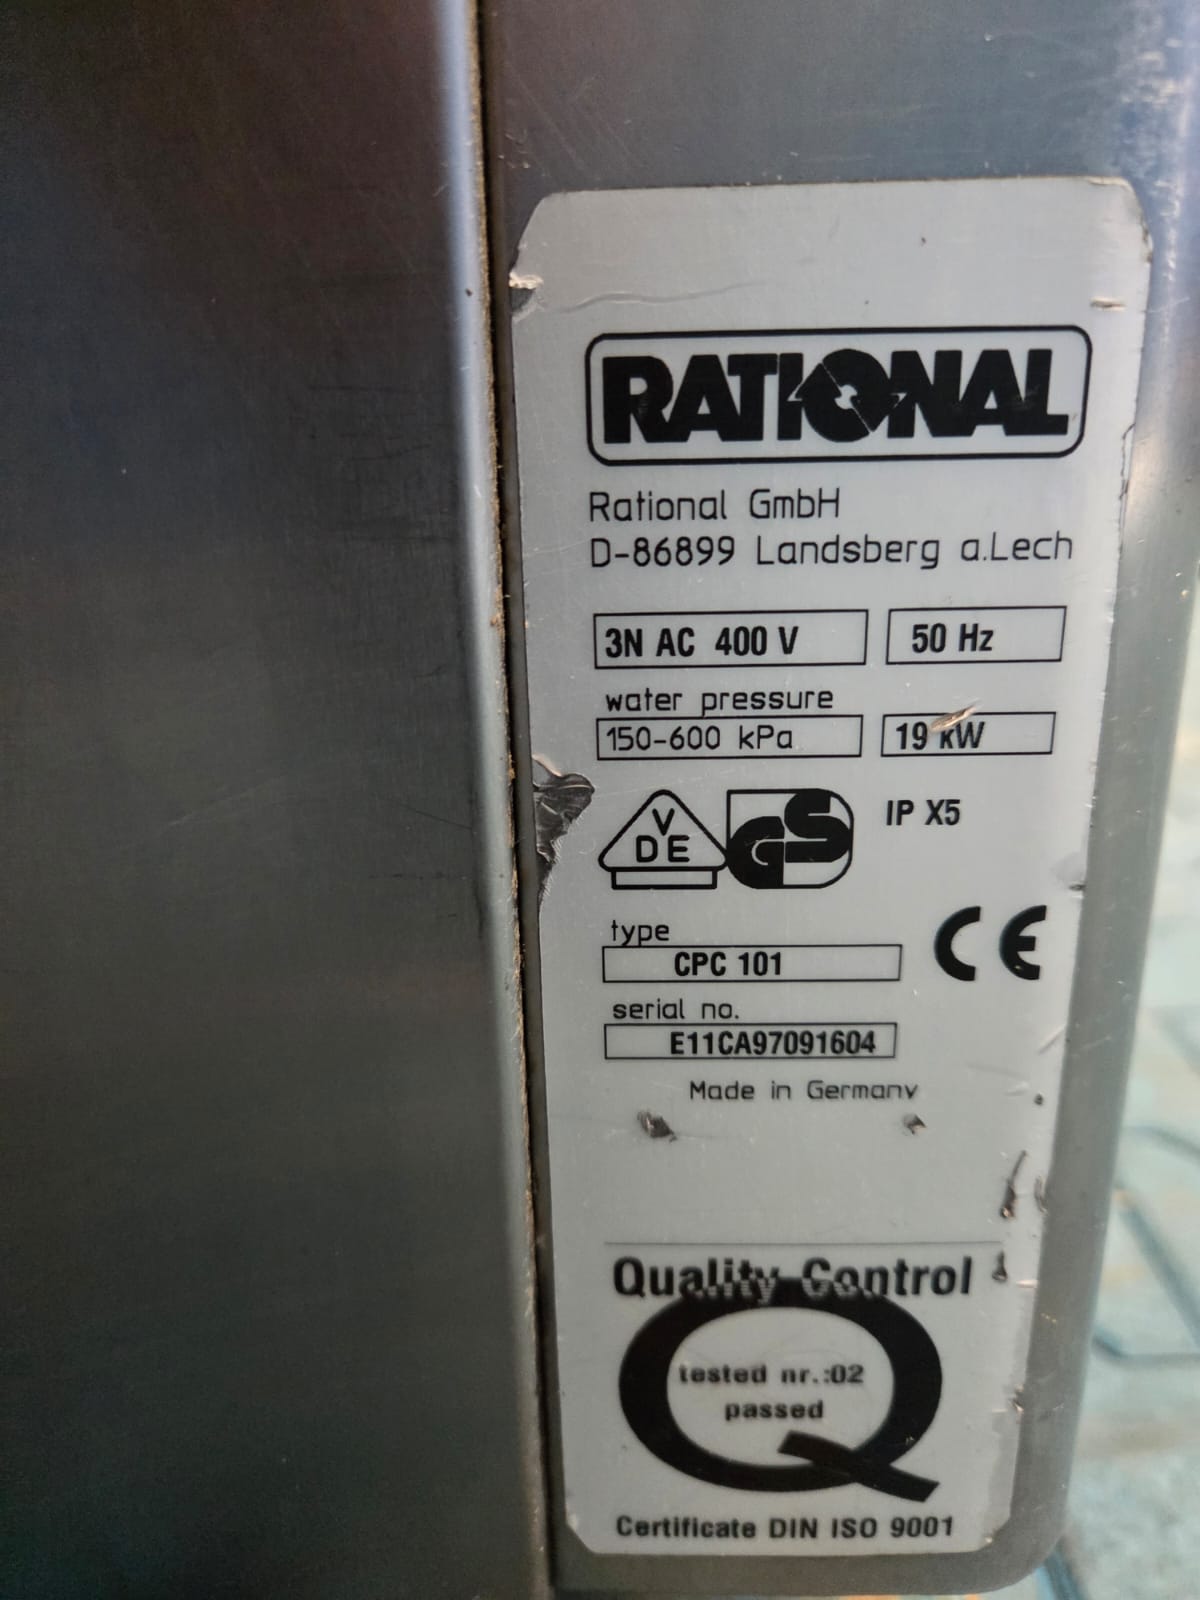 RATIONAL
Rational GmbH
D-86899 Landsberg a.Lech
3N AC 400 V
50 Hz
water pressure
150-600 kPa
19 kW
VDE
GS
IP X5
type
CPC 101
CE
serial no.
E11CA97091604
Made in Germany
Quality Control
Q
tested nr.:02
passed
Certificate DIN ISO 9001